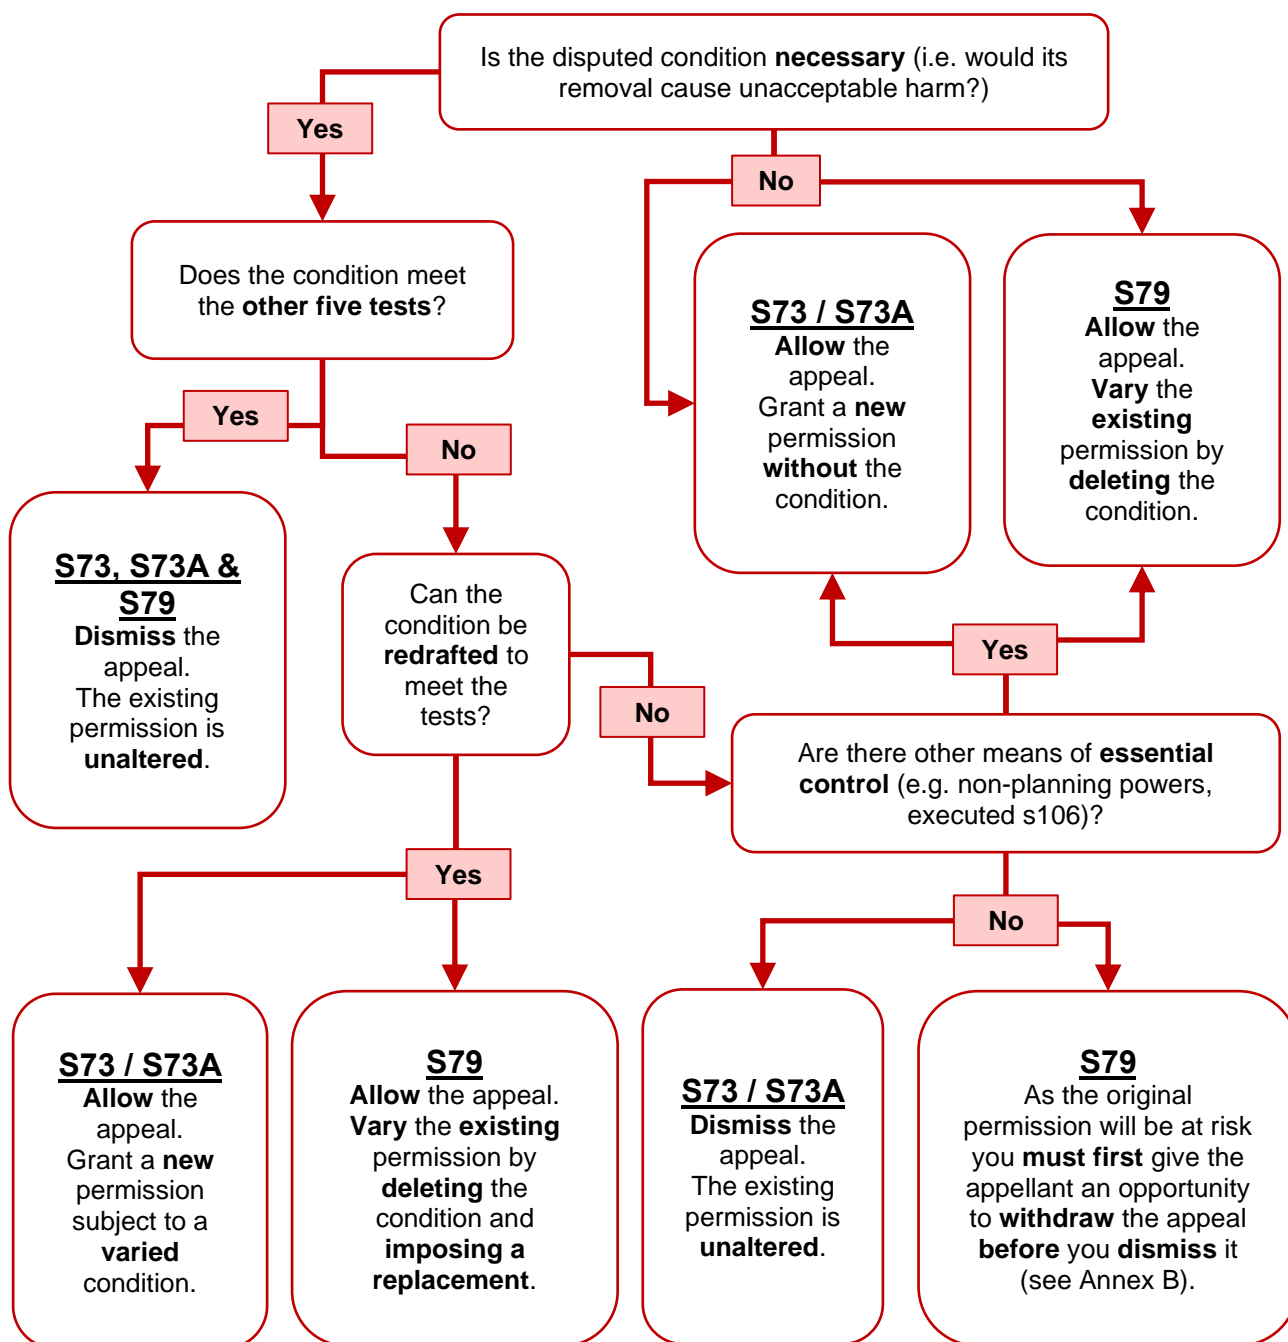 Is the disputed condition necessary (i.e. would its
removal cause unacceptable harm?)
Yes
No
Does the condition meet
the other five tests?
S73 / S73A
Allow the
appeal.
Grant a new
permission
without the
condition.
S79
Allow the
appeal.
Vary the
existing
permission by
deleting the
condition.
Yes
No
S73, S73A &
S79
Dismiss the
appeal.
The existing
permission is
unaltered.
Can the
condition be
redrafted to
meet the
tests?
Yes
No
Are there other means of essential
control (e.g. non-planning powers,
executed s106)?
Yes
No
S73 / S73A
Allow the
appeal.
Grant a new
permission
subject to a
varied
condition.
S79
Allow the appeal.
Vary the existing
permission by
deleting the
condition and
imposing a
replacement.
S73 / S73A
Dismiss the
appeal.
The existing
permission is
unaltered.
S79
As the original
permission will be at risk
you must first give the
appellant an opportunity
to withdraw the appeal
before you dismiss it
(see Annex B).